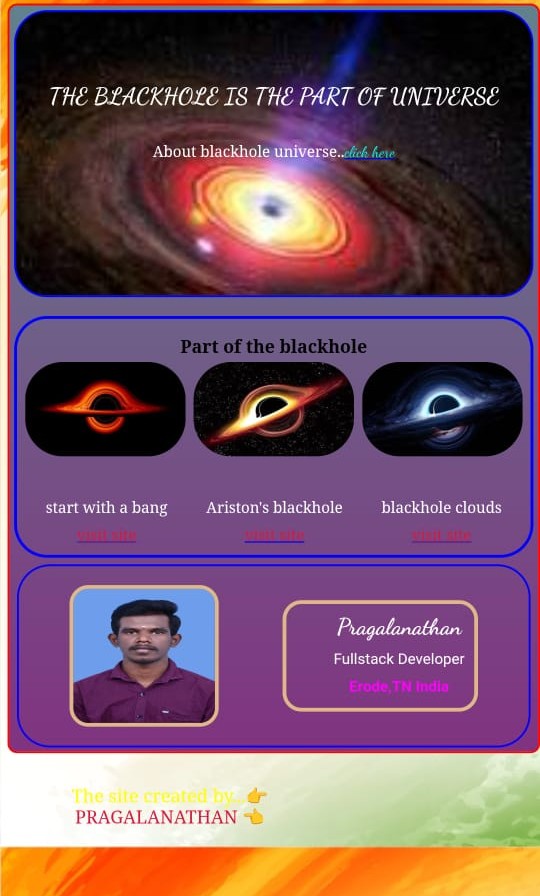 THE BLACKHOLE IS THE PART OF UNIVERSE
About blackhole universe..click here
Part of the blackhole
start with a bang
Ariston's blackhole
blackhole clouds
visit site
visit site
visit site
Pragalanathan
Fullstack Developer
Erode,TN India
The site created by...👉
PRAGALANATHAN 👈